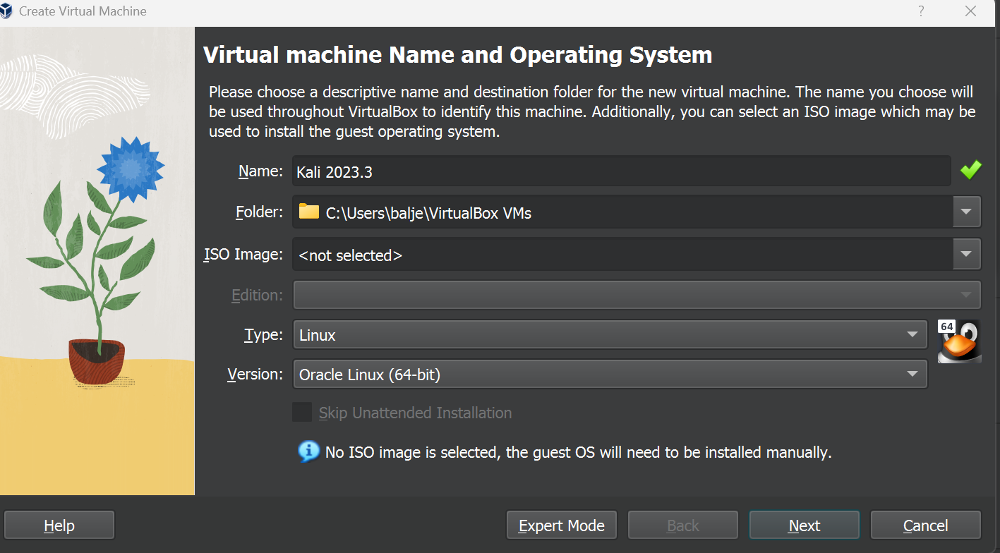 Create Virtual Machine
?
Virtual machine Name and Operating System
Please choose a descriptive name and destination folder for the new virtual machine. The name you choose will
be used throughout VirtualBox to identify this machine. Additionally, you can select an ISO image which may be
used to install the guest operating system.
Name: Kali 2023.3
Folder: C:\Users\balje\VirtualBox VMs
ISO Image: <not selected>
Edition:
Type: Linux
64
Version: Oracle Linux (64-bit)
Skip Unattended Installation
No ISO image is selected, the guest OS will need to be installed manually.
Help Expert Mode Back Next Cancel